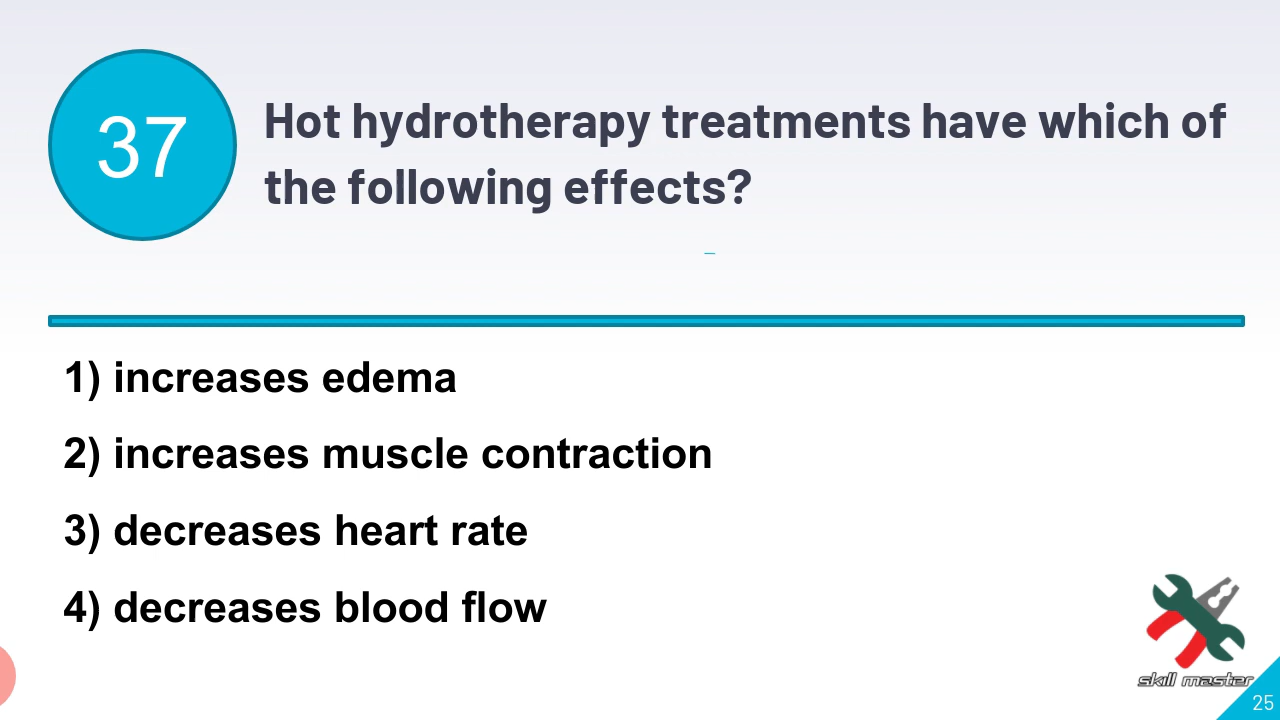 37
Hot hydrotherapy treatments have which of
the following effects?
1) increases edema
2) increases muscle contraction
3) decreases heart rate
4) decreases blood flow
skill master
25